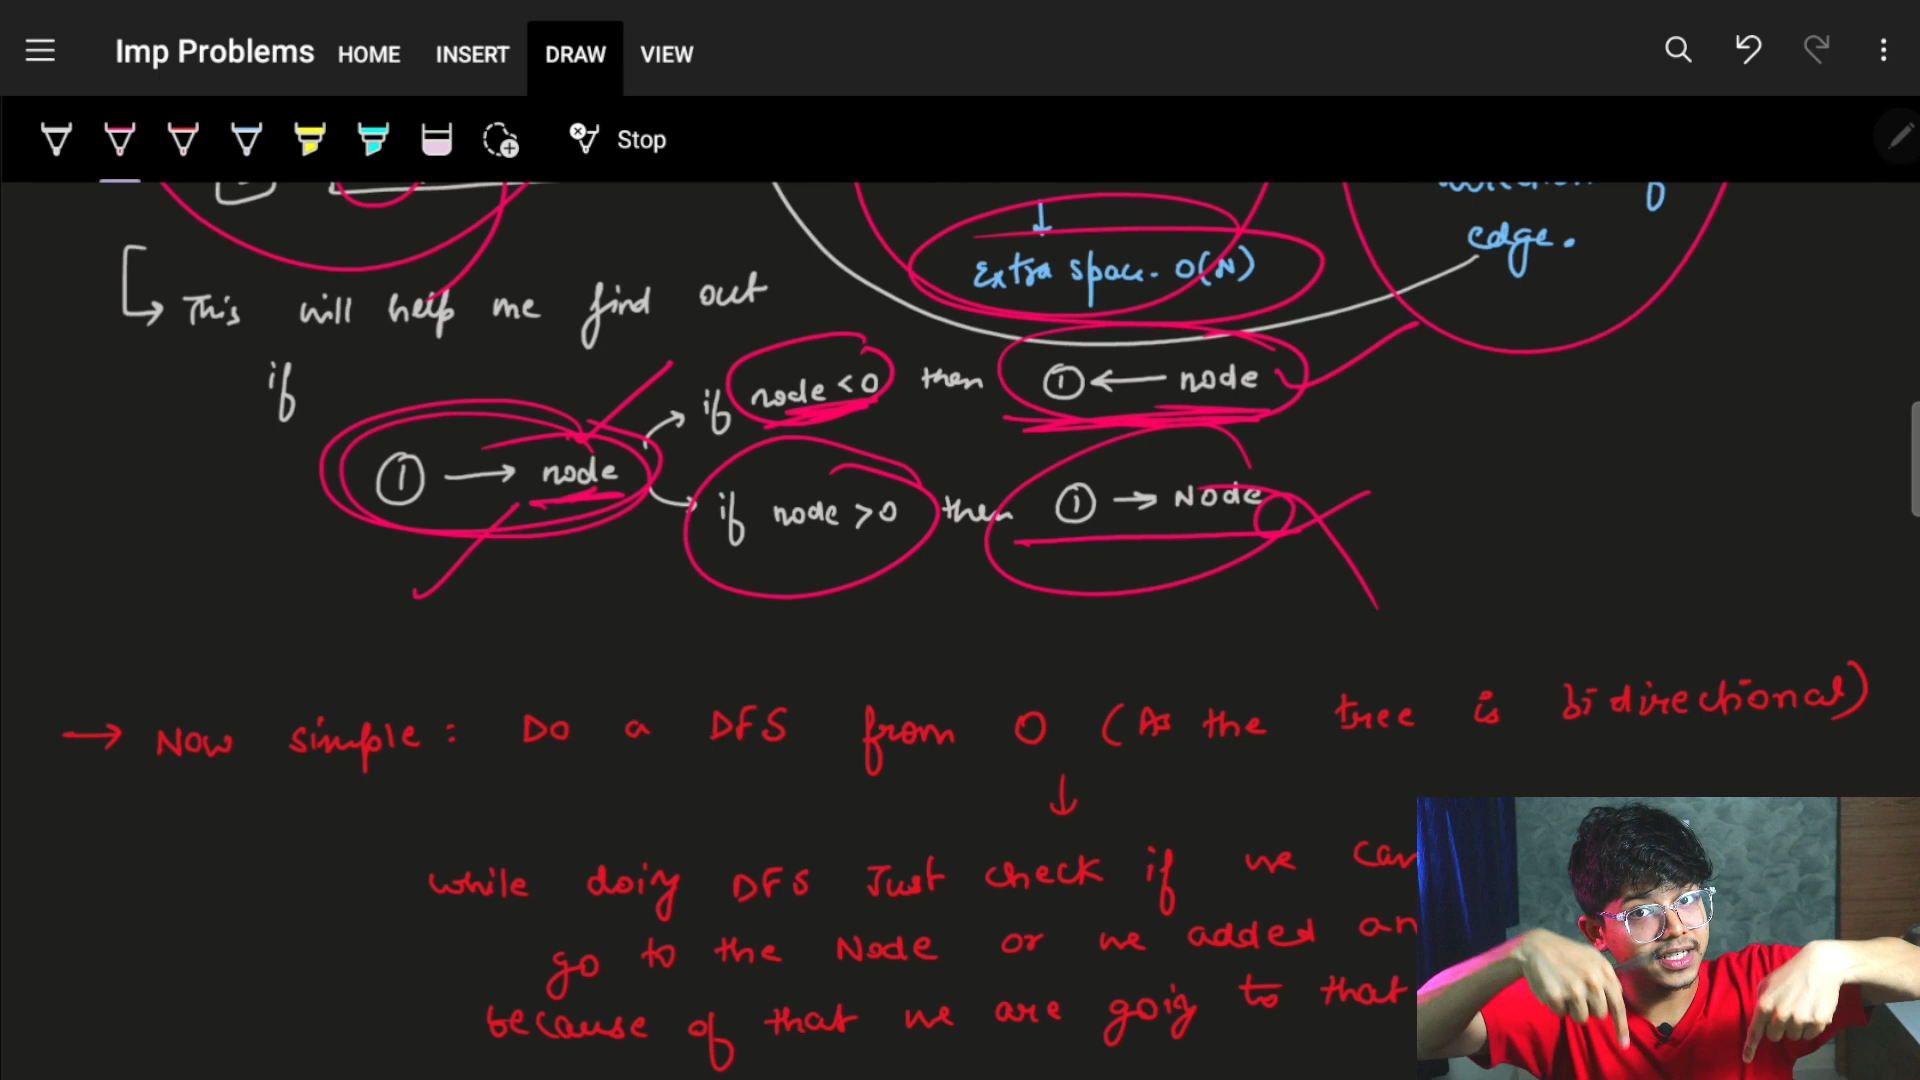 Imp Problems HOME INSERT DRAW VIEW
Stop
edge.
Extra space. O(N)
This will help me find out
if
if node < 0 then 1 ← node
1 → node
if node > 0 then 1 → Node
→ Now simple: Do a DFS from 0 (As the tree is bidirectional)
↓
while doing DFS Just check if we can
go to the Node or we added an
because of that we are going to that